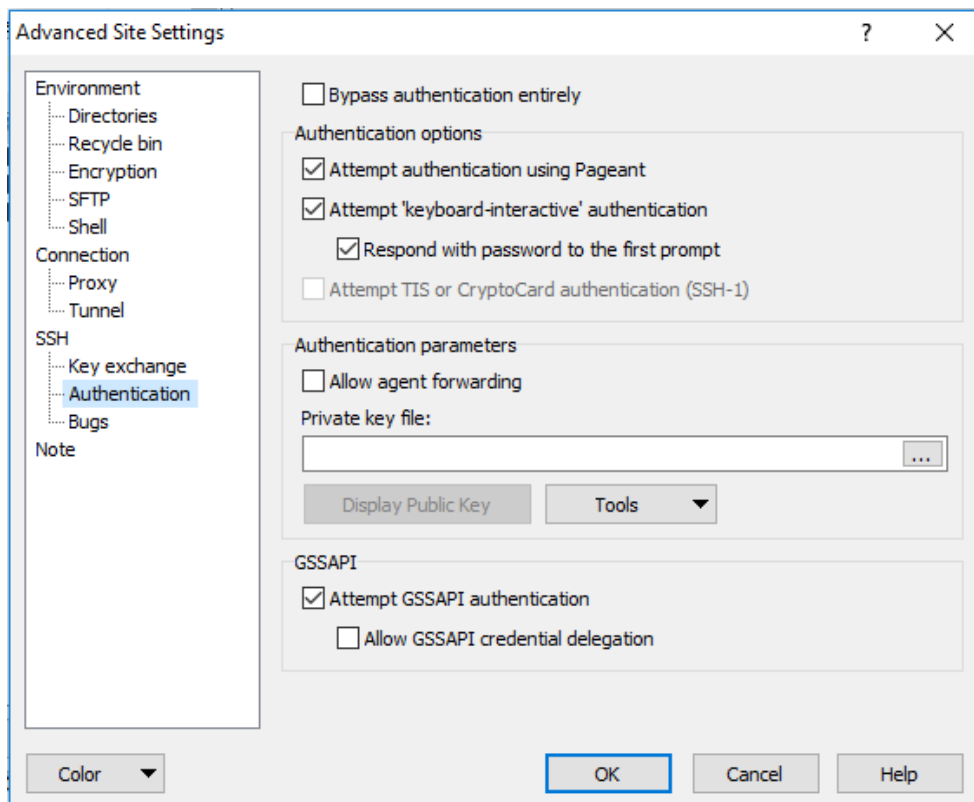 Advanced Site Settings
?
Environment
Directories
Recycle bin
Encryption
SFTP
Shell
Connection
Proxy
Tunnel
SSH
Key exchange
Authentication
Bugs
Note
Bypass authentication entirely
Authentication options
Attempt authentication using Pageant
Attempt 'keyboard-interactive' authentication
Respond with password to the first prompt
Attempt TIS or CryptoCard authentication (SSH-1)
Authentication parameters
Allow agent forwarding
Private key file:
...
Display Public Key
Tools
GSSAPI
Attempt GSSAPI authentication
Allow GSSAPI credential delegation
Color
OK
Cancel
Help